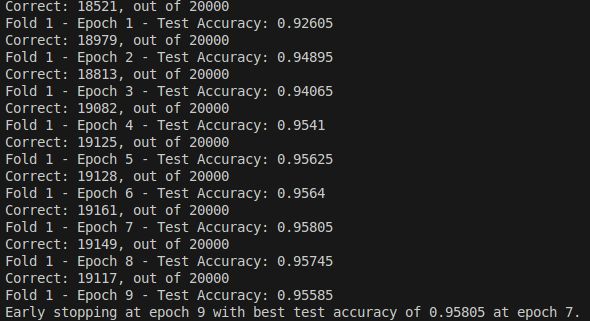 Correct: 18521, out of 20000
Fold 1 - Epoch 1 - Test Accuracy: 0.92605
Correct: 18979, out of 20000
Fold 1 - Epoch 2 - Test Accuracy: 0.94895
Correct: 18813, out of 20000
Fold 1 - Epoch 3 - Test Accuracy: 0.94065
Correct: 19082, out of 20000
Fold 1 - Epoch 4 - Test Accuracy: 0.9541
Correct: 19125, out of 20000
Fold 1 - Epoch 5 - Test Accuracy: 0.95625
Correct: 19128, out of 20000
Fold 1 - Epoch 6 - Test Accuracy: 0.9564
Correct: 19161, out of 20000
Fold 1 - Epoch 7 - Test Accuracy: 0.95805
Correct: 19149, out of 20000
Fold 1 - Epoch 8 - Test Accuracy: 0.95745
Correct: 19117, out of 20000
Fold 1 - Epoch 9 - Test Accuracy: 0.95585
Early stopping at epoch 9 with best test accuracy of 0.95805 at epoch 7.